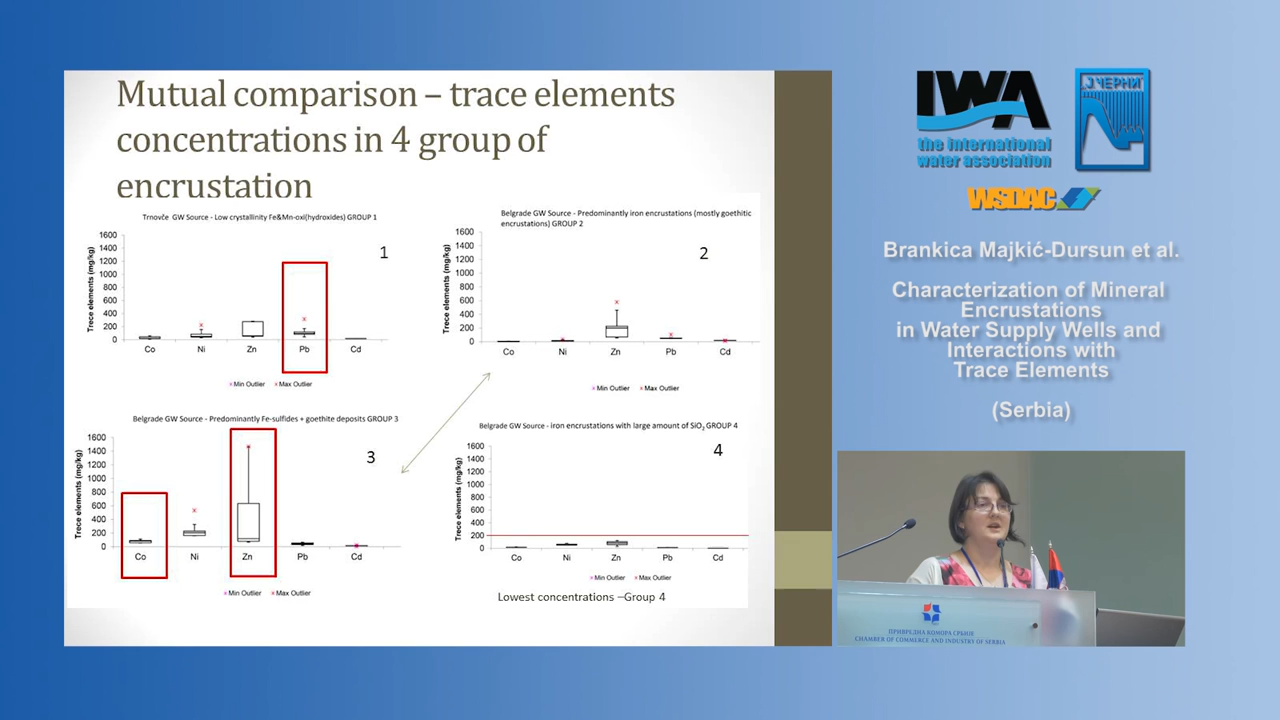 Mutual comparison – trace elements
concentrations in 4 group of
encrustation
Trnovče GW Source - Low crystallinity Fe&Mn-oxi(hydroxides) GROUP 1
Trece elements (mg/kg)
1600
1400
1200
1000
800
600
400
200
0
Co Ni Zn Pb Cd
1
Min Outlier Max Outlier
Belgrade GW Source - Predominantly iron encrustations (mostly goethitic
encrustations) GROUP 2
Trece elements (mg/kg)
1600
1400
1200
1000
800
600
400
200
0
Co Ni Zn Pb Cd
2
Min Outlier Max Outlier
Belgrade GW Source - Predominantly Fe-sulfides + goethite deposits GROUP 3
Trece elements (mg/kg)
1600
1400
1200
1000
800
600
400
200
0
Co Ni Zn Pb Cd
3
Min Outlier Max Outlier
Belgrade GW Source - iron encrustations with large amount of SiO₂ GROUP 4
Trece elements (mg/kg)
1600
1400
1200
1000
800
600
400
200
0
Co Ni Zn Pb Cd
4
Min Outlier Max Outlier
Lowest concentrations –Group 4
IWA
the international
water association
J.ЧЕРНИ
WSDAC
Brankica Majkić-Dursun et al.
Characterization of Mineral
Encrustations
in Water Supply Wells and
Interactions with
Trace Elements
(Serbia)
ПРИВРЕДНА КОМОРА СРБИЈЕ
CHAMBER OF COMMERCE AND INDUSTRY OF SERBIA